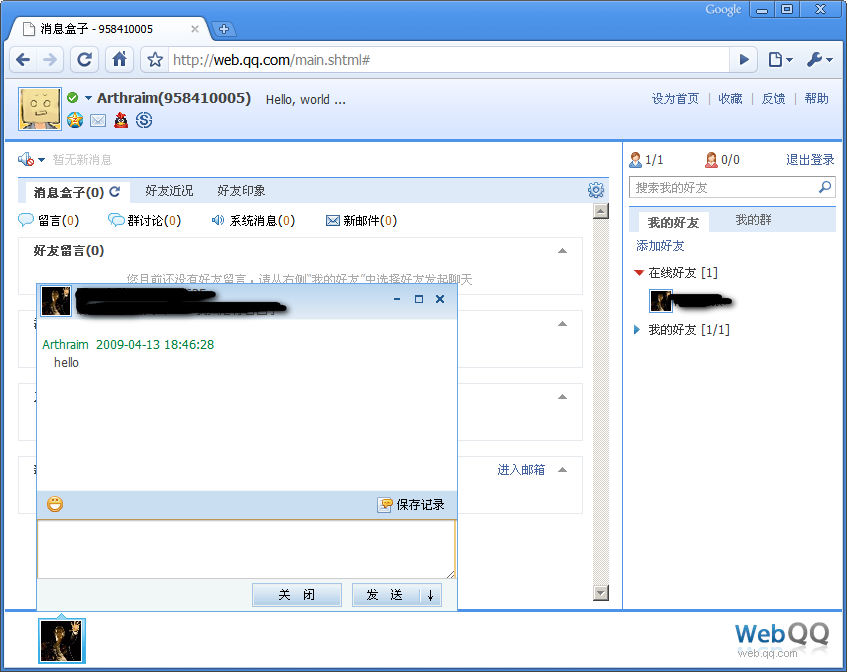 Google
消息盒子 - 958410005
http://web.qq.com/main.shtml#
Arthraim(958410005) Hello, world ...
设为首页 | 收藏 | 反馈 | 帮助
暂无新消息
1/1 0/0 退出登录
搜索我的好友
消息盒子(0) 好友近况 好友印象
我的好友 我的群
留言(0) 群讨论(0) 系统消息(0) 新邮件(0)
添加好友
好友留言(0)
在线好友 [1]
您目前还没有好友留言，请从右侧"我的好友"中选择好友发起聊天
我的好友 [1/1]
Arthraim 2009-04-13 18:46:28
hello
进入邮箱
保存记录
关 闭 发 送
WebQQ
web.qq.com